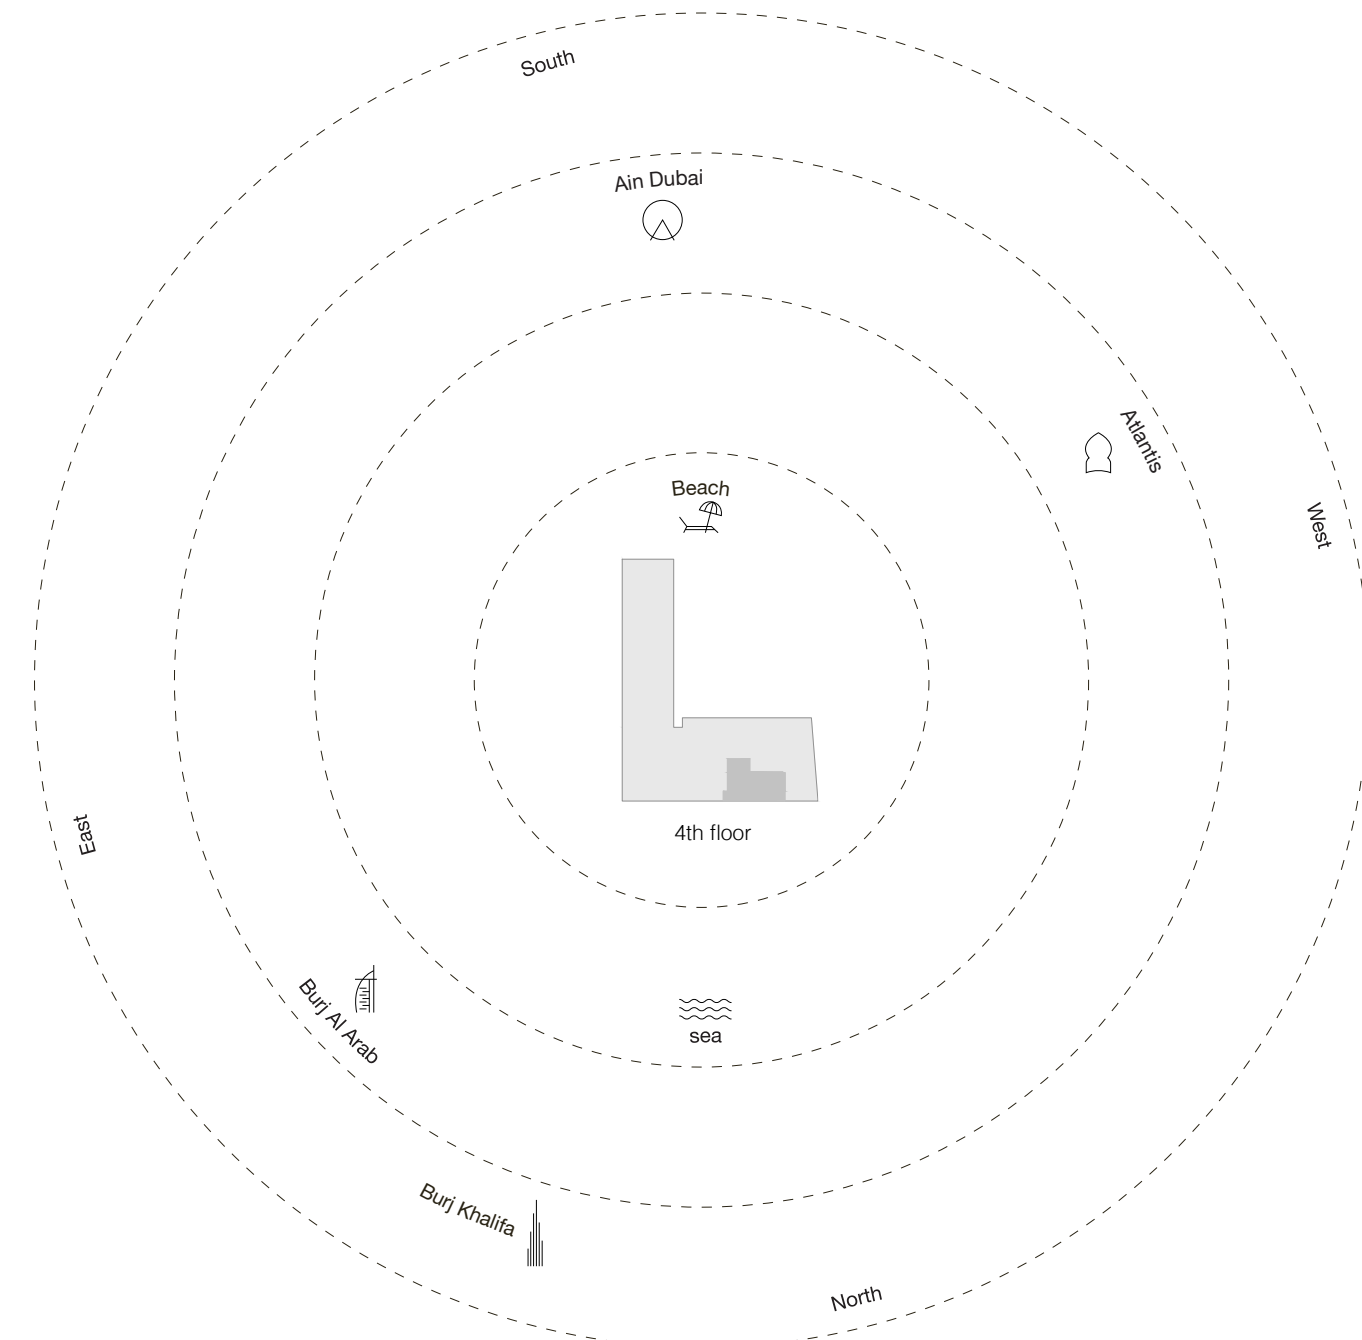 South
Ain Dubai
Atlantis
Beach
West
4th floor
East
Burj Al Arab
sea
Burj Khalifa
North